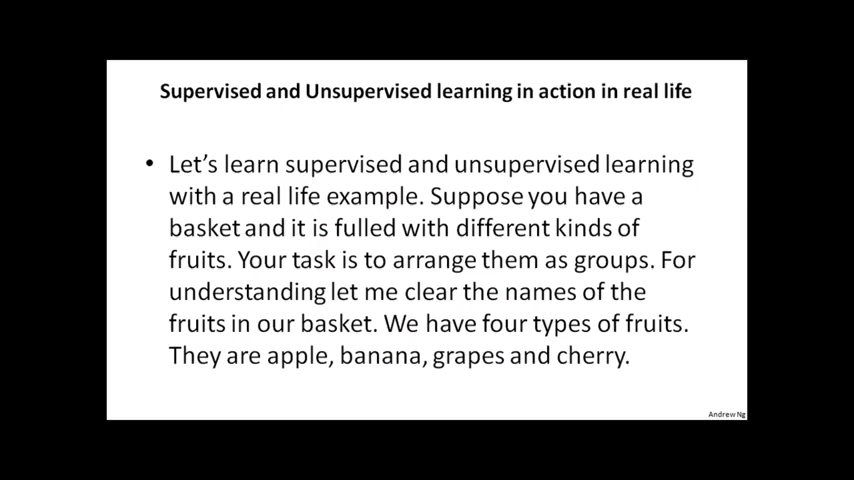 Supervised and Unsupervised learning in action in real life
• Let's learn supervised and unsupervised learning
with a real life example. Suppose you have a
basket and it is fulled with different kinds of
fruits. Your task is to arrange them as groups. For
understanding let me clear the names of the
fruits in our basket. We have four types of fruits.
They are apple, banana, grapes and cherry.
Andrew Ng